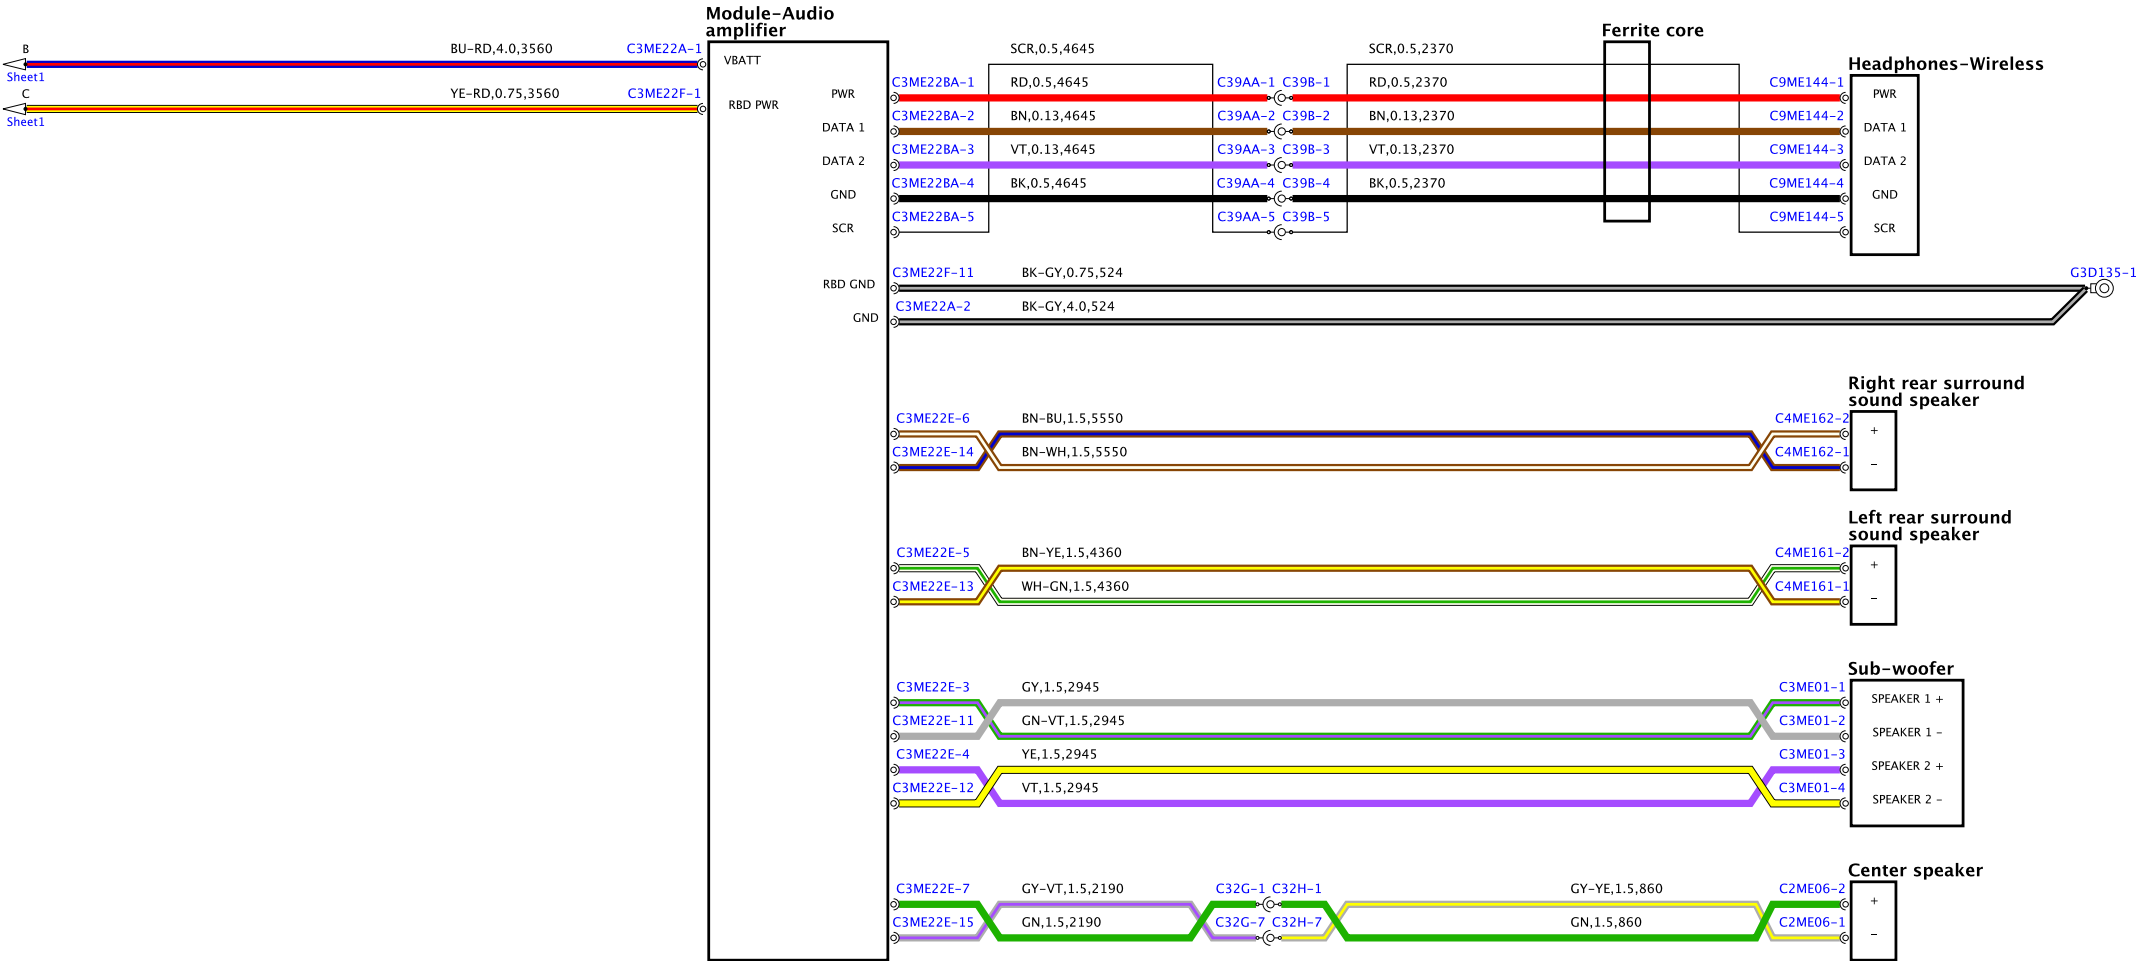 Module-Audio
amplifier
B
BU-RD,4.0,3560
C3ME22A-1
Sheet1
VBATT
C
YE-RD,0.75,3560
C3ME22F-1
Sheet1
RBD PWR
Ferrite core
Headphones-Wireless
SCR,0.5,4645
SCR,0.5,2370
PWR
C3ME22BA-1
RD,0.5,4645
C39AA-1
C39B-1
RD,0.5,2370
C9ME144-1
PWR
DATA 1
C3ME22BA-2
BN,0.13,4645
C39AA-2
C39B-2
BN,0.13,2370
C9ME144-2
DATA 1
DATA 2
C3ME22BA-3
VT,0.13,4645
C39AA-3
C39B-3
VT,0.13,2370
C9ME144-3
DATA 2
GND
C3ME22BA-4
BK,0.5,4645
C39AA-4
C39B-4
BK,0.5,2370
C9ME144-4
GND
SCR
C3ME22BA-5
C39AA-5
C39B-5
C9ME144-5
SCR
RBD GND
C3ME22F-11
BK-GY,0.75,524
G3D135-1
GND
C3ME22A-2
BK-GY,4.0,524
Right rear surround
sound speaker
C3ME22E-6
BN-BU,1.5,5550
C4ME162-2
+
C3ME22E-14
BN-WH,1.5,5550
C4ME162-1
-
Left rear surround
sound speaker
C3ME22E-5
BN-YE,1.5,4360
C4ME161-2
+
C3ME22E-13
WH-GN,1.5,4360
C4ME161-1
-
Sub-woofer
C3ME22E-3
GY,1.5,2945
C3ME01-1
SPEAKER 1 +
C3ME22E-11
GN-VT,1.5,2945
C3ME01-2
SPEAKER 1 -
C3ME22E-4
YE,1.5,2945
C3ME01-3
SPEAKER 2 +
C3ME22E-12
VT,1.5,2945
C3ME01-4
SPEAKER 2 -
Center speaker
C3ME22E-7
GY-VT,1.5,2190
C32G-1
C32H-1
GY-YE,1.5,860
C2ME06-2
+
C3ME22E-15
GN,1.5,2190
C32G-7
C32H-7
GN,1.5,860
C2ME06-1
-